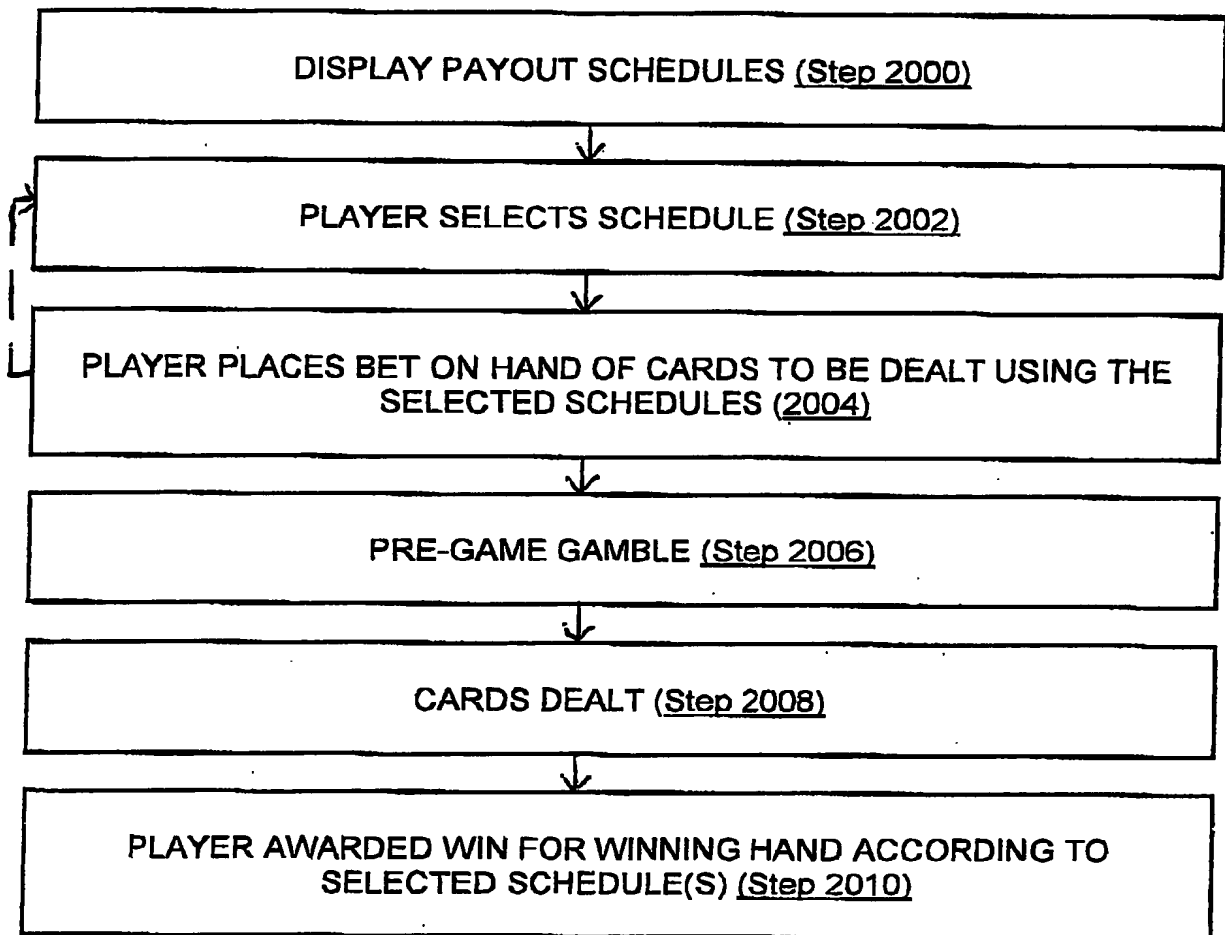 DISPLAY PAYOUT SCHEDULES (Step 2000)
PLAYER SELECTS SCHEDULE (Step 2002)
PLAYER PLACES BET ON HAND OF CARDS TO BE DEALT USING THE
SELECTED SCHEDULES (2004)
PRE-GAME GAMBLE (Step 2006)
CARDS DEALT (Step 2008)
PLAYER AWARDED WIN FOR WINNING HAND ACCORDING TO
SELECTED SCHEDULE(S) (Step 2010)